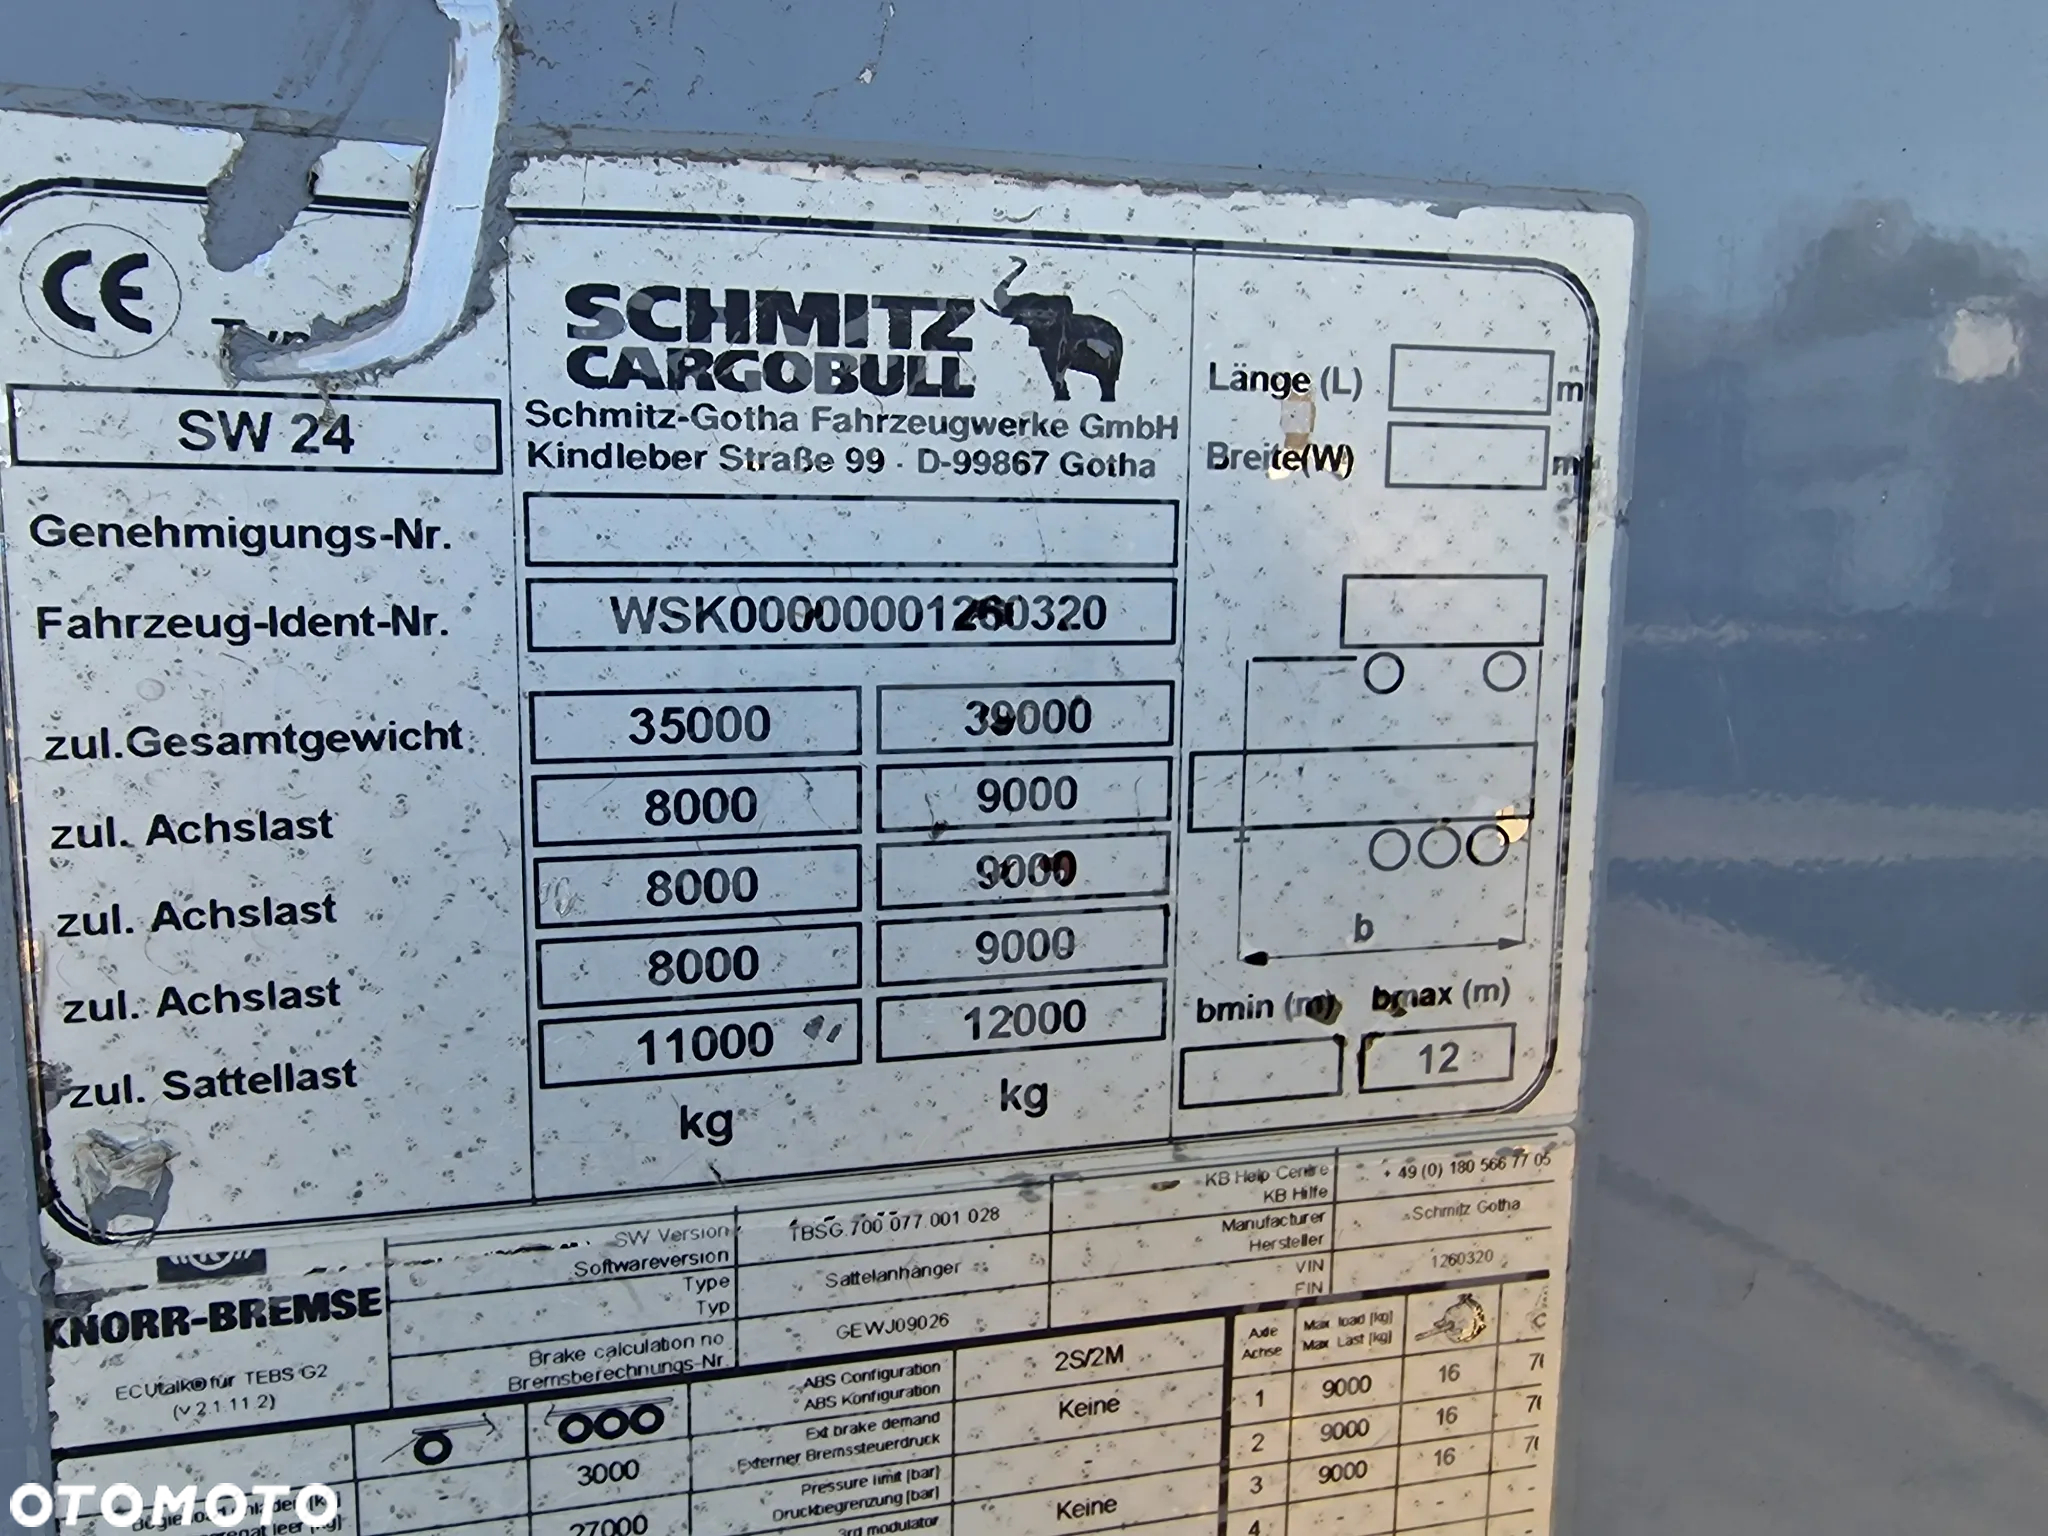 CE
Typ
SW 24
SCHMITZ
CARGOBULL
Schmitz-Gotha Fahrzeugwerke GmbH
Kindleber Straße 99 · D-99867 Gotha
Länge (L) m
Breite(W) m
Genehmigungs-Nr.
Fahrzeug-Ident-Nr. WSK00000001260320
zul.Gesamtgewicht 35000 39000
zul. Achslast 8000 9000
zul. Achslast 8000 9000
zul. Achslast 8000 9000
zul. Sattellast 11000 12000
kg kg
b
bmin (m) bmax (m)
12
KNORR-BREMSE
ECUtalk® für TEBS G2
(v 2.1.11.2)
SW Version
Softwareversion
TBSG.700 077.001 028
Type
Typ
Sattelanhänger
Brake calculation no
Bremsberechnungs-Nr.
GEWJ09026
KB Help Centre
KB Hilfe
+ 49 (0) 180 566 77 05
Manufacturer
Hersteller
Schmitz Gotha
VIN
FIN
1260320
ABS Configuration
ABS Konfiguration
2S/2M
Ext brake demand
Externer Bremssteuerdruck
Keine
Pressure limit [bar]
Druckbegrenzung [bar]
-
3rd modulator
Keine
3000
27000
Axle
Achse
Max load [kg]
Max Last [kg]
1 9000 16
2 9000 16
3 9000 16
4 - -
OTOMOTO